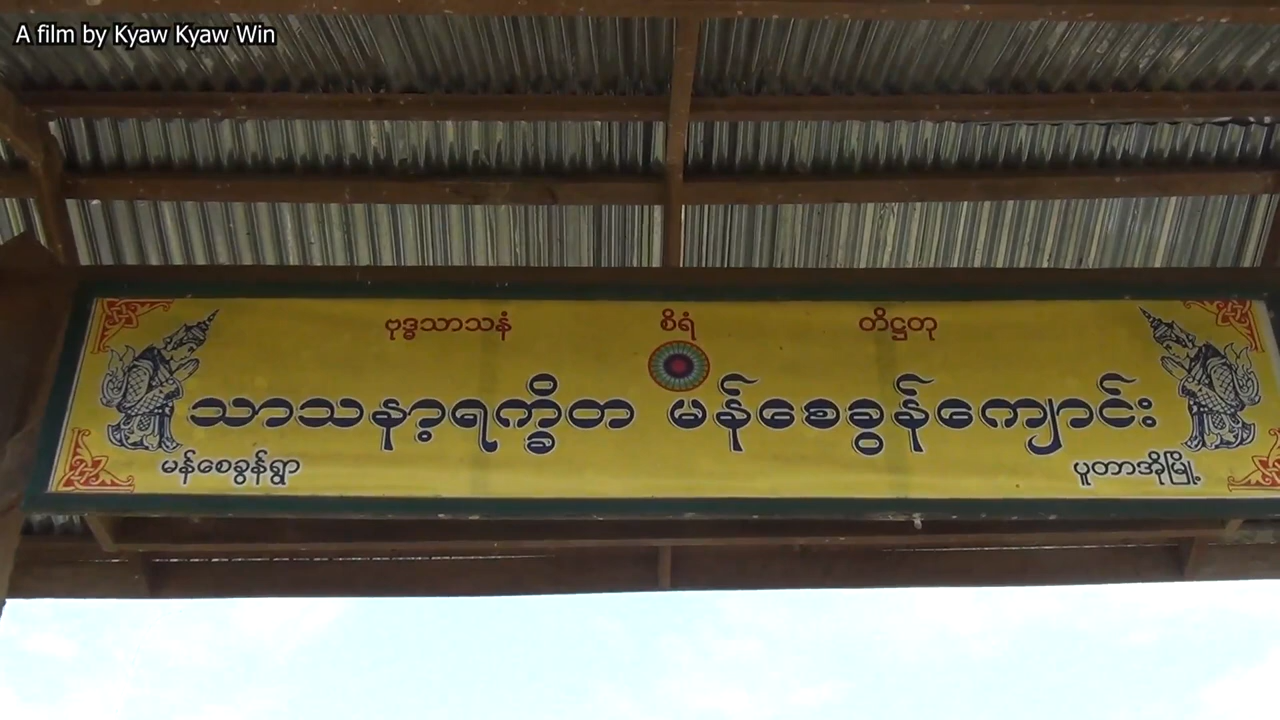 A film by Kyaw Kyaw Win
ဗုဒ္ဓသာသနံ စိရံ တိဋ္ဌတု
သာသနာ့ရက္ခိတ မန်စေခွန်ကျောင်း
မန်စေခွန်ရွာ ပူတာအိုမြို့